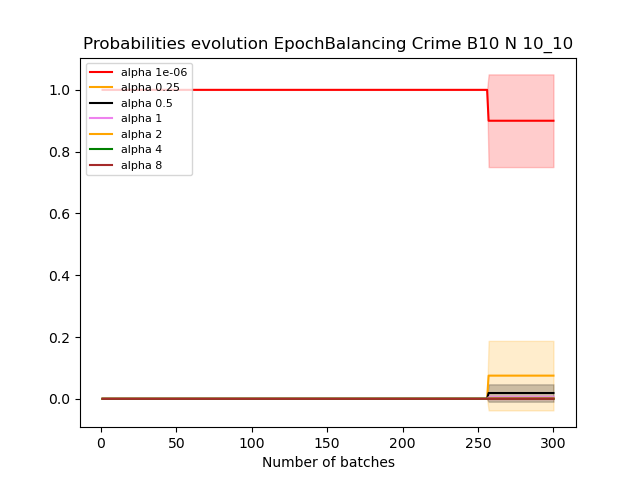 Probabilities evolution EpochBalancing Crime B10 N 10_10
alpha 1e-06
alpha 0.25
alpha 0.5
alpha 1
alpha 2
alpha 4
alpha 8
1.0
0.8
0.6
0.4
0.2
0.0
0 50 100 150 200 250 300
Number of batches